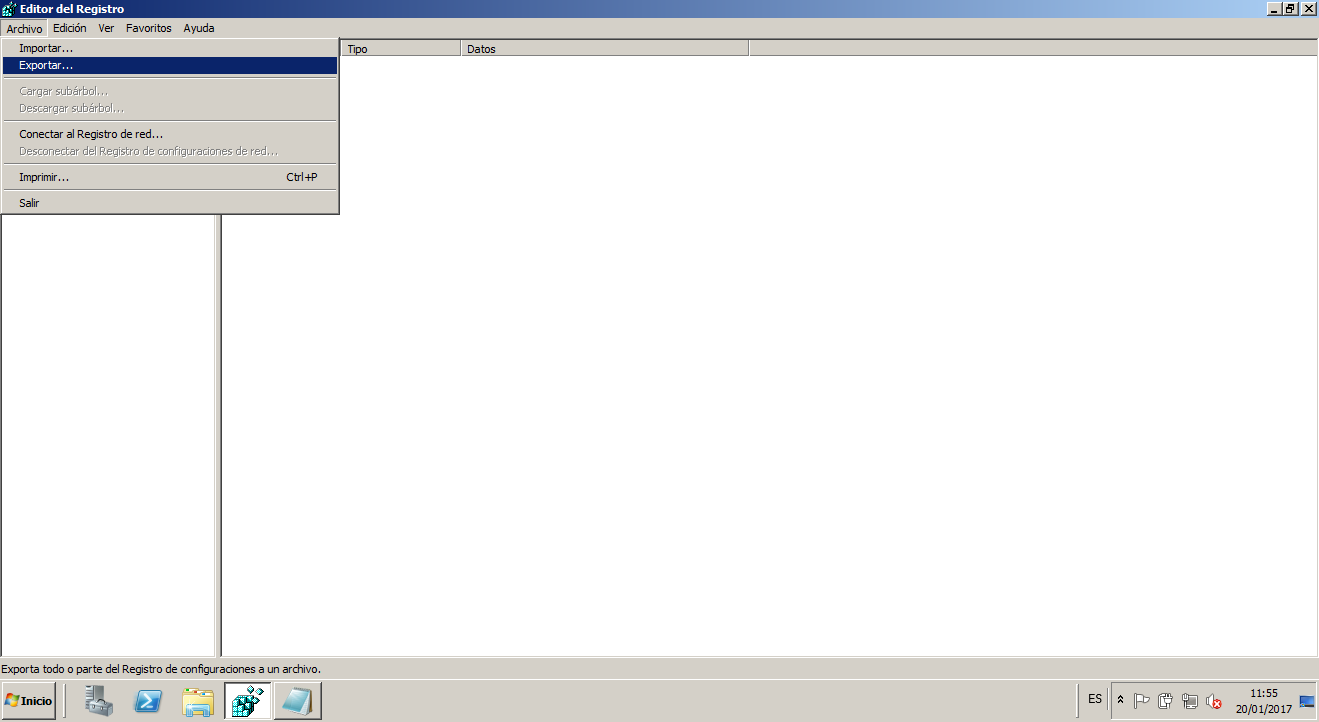 Editor del Registro
Archivo Edición Ver Favoritos Ayuda
Importar...
Exportar...
Cargar subárbol...
Descargar subárbol...
Conectar al Registro de red...
Desconectar del Registro de configuraciones de red...
Imprimir... Ctrl+P
Salir
Tipo Datos
Exporta todo o parte del Registro de configuraciones a un archivo.
Inicio
ES
11:55
20/01/2017